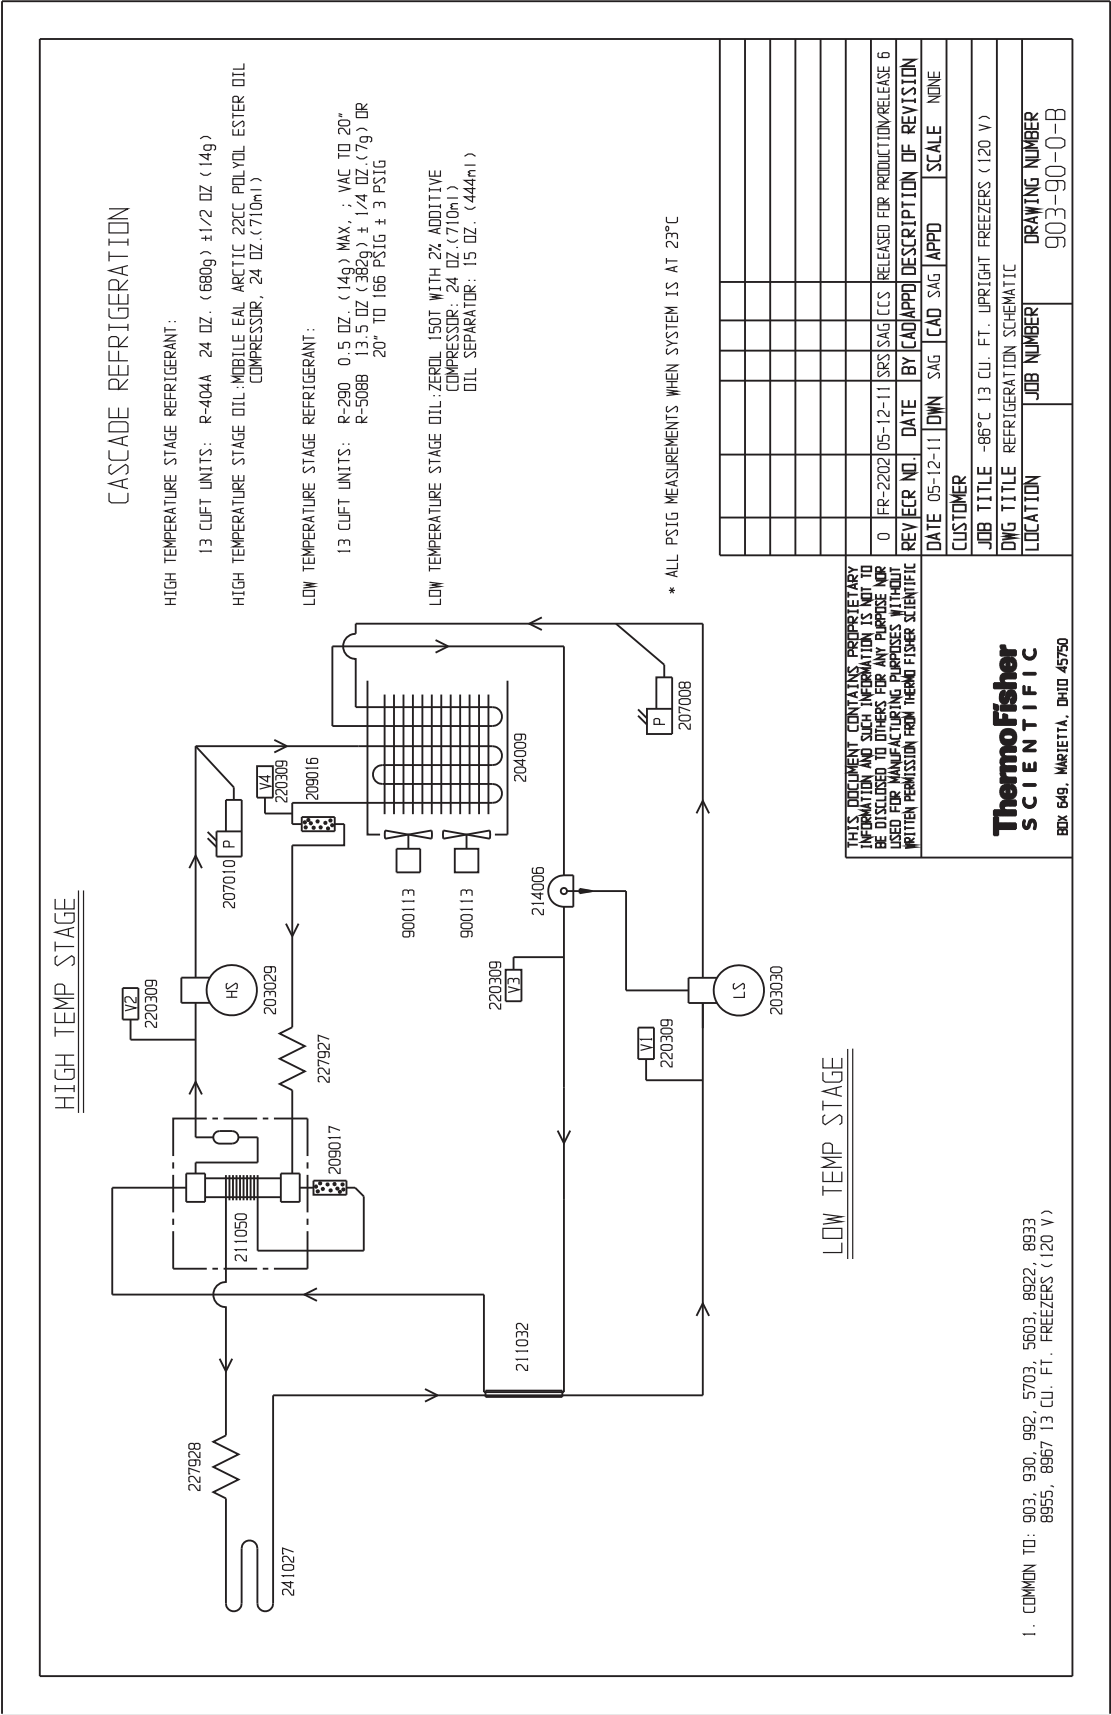 CASCADE REFRIGERATION
HIGH TEMPERATURE STAGE REFRIGERANT:
13 CUFT UNITS: R-404A 24 OZ. (680g) ±1/2 OZ (14g)
HIGH TEMPERATURE STAGE OIL:MOBILE EAL ARCTIC 22CC POLYOL ESTER OIL
COMPRESSOR, 24 OZ.(710ml)
LOW TEMPERATURE STAGE REFRIGERANT:
13 CUFT UNITS: R-290 0.5 OZ. (14g) MAX, ; VAC TO 20"
R-508B 13.5 OZ (382g) ± 1/4 OZ.(7g) OR
20" TO 166 PSIG ± 3 PSIG
LOW TEMPERATURE STAGE OIL:ZEROL 150T WITH 2% ADDITIVE
COMPRESSOR: 24 OZ.(710ml)
OIL SEPARATOR: 15 OZ. (444ml)
* ALL PSIG MEASUREMENTS WHEN SYSTEM IS AT 23°C
HIGH TEMP STAGE
V2
220309
HS
203029
207010
P
V4
220309
209016
227927
209017
211050
227928
241027
211032
204009
900113
900113
214006
220309
V3
V1
220309
LS
203030
P
207008
LOW TEMP STAGE
1. COMMON TO: 903, 930, 992, 5703, 5603, 8922, 8933
8955, 8967 13 CU. FT. FREEZERS (120 V)
THIS DOCUMENT CONTAINS PROPRIETARY
INFORMATION AND SUCH INFORMATION IS NOT TO
BE DISCLOSED TO OTHERS FOR ANY PURPOSE NOR
USED FOR MANUFACTURING PURPOSES WITHOUT
WRITTEN PERMISSION FROM THERMO FISHER SCIENTIFIC
ThermoFisher
SCIENTIFIC
BOX 649, MARIETTA, OHIO 45750
0 FR-2202 05-12-11 SRS SAG CCS RELEASED FOR PRODUCTION/RELEASE 6
REV ECR NO. DATE BY CAD APPD DESCRIPTION OF REVISION
DATE 05-12-11 DWN SAG CAD SAG APPD SCALE NONE
CUSTOMER
JOB TITLE -86°C 13 CU. FT. UPRIGHT FREEZERS (120 V)
DWG TITLE REFRIGERATION SCHEMATIC
LOCATION JOB NUMBER DRAWING NUMBER
903-90-0-B